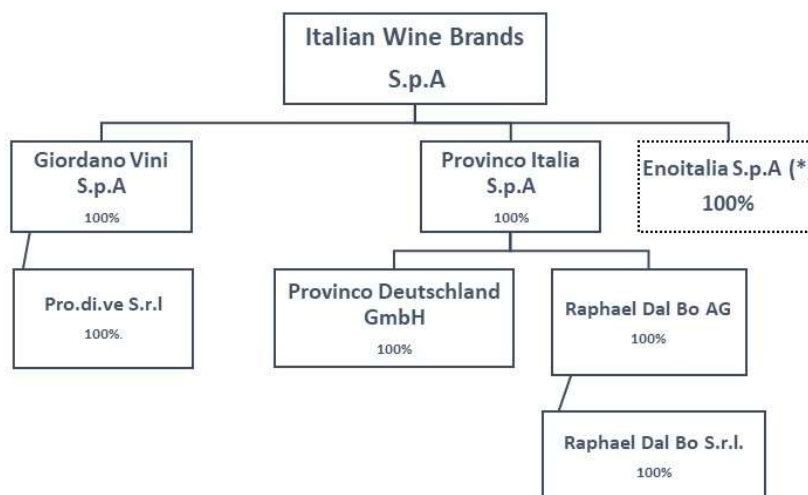 Italian Wine Brands
S.p.A
Giordano Vini
S.p.A
100%
Provinco Italia
S.p.A
100%
Enoitalia S.p.A (*
100%
Pro.di.ve S.r.l
100%.
Provinco Deutschland
GmbH
100%
Raphael Dal Bo AG
100%
Raphael Dal Bo S.r.l.
100%